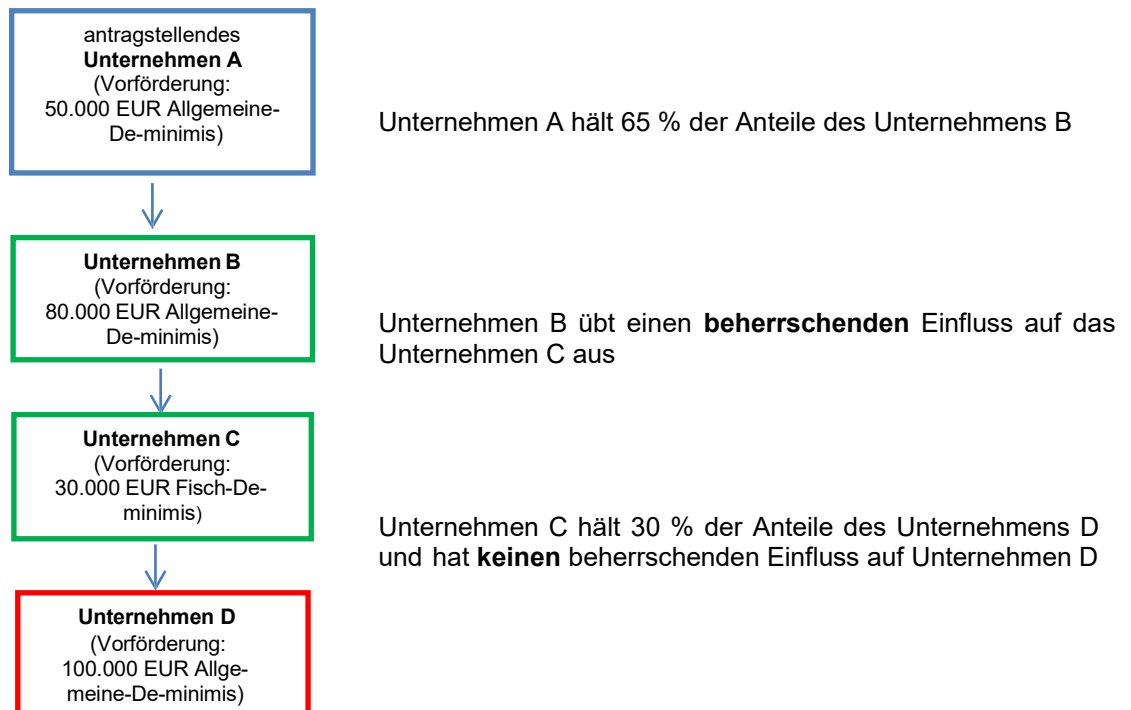 antragstellendes
Unternehmen A
(Vorförderung:
50.000 EUR Allgemeine-
De-minimis)
Unternehmen A hält 65 % der Anteile des Unternehmens B
Unternehmen B
(Vorförderung:
80.000 EUR Allgemeine-
De-minimis)
Unternehmen B übt einen beherrschenden Einfluss auf das
Unternehmen C aus
Unternehmen C
(Vorförderung:
30.000 EUR Fisch-De-
minimis)
Unternehmen C hält 30 % der Anteile des Unternehmens D
und hat keinen beherrschenden Einfluss auf Unternehmen D
Unternehmen D
(Vorförderung:
100.000 EUR Allge-
meine-De-minimis)